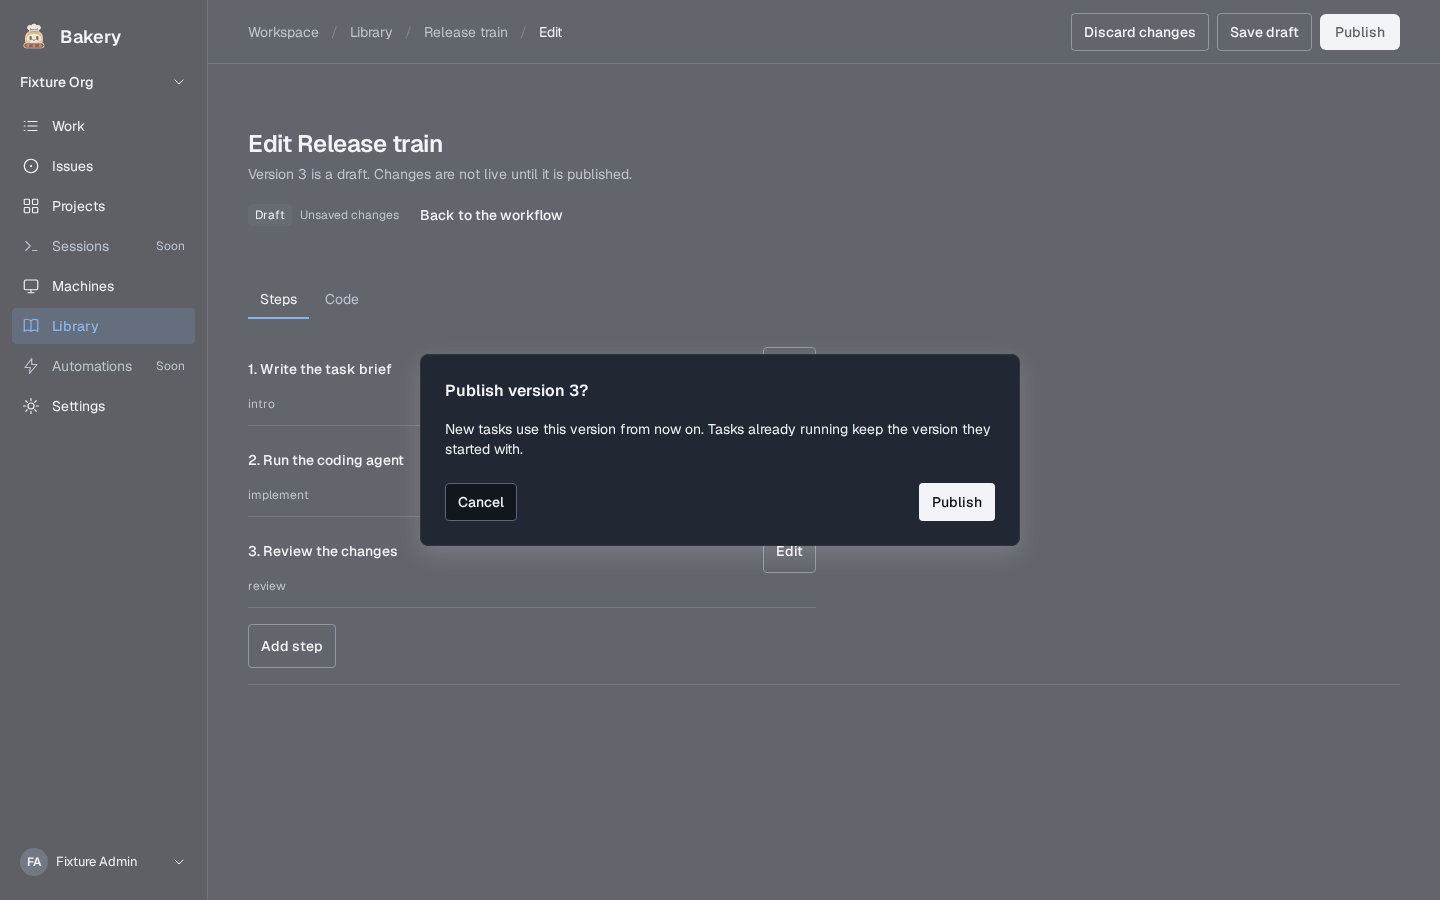 Bakery
Fixture Org
Work
Issues
Projects
Sessions Soon
Machines
Library
Automations Soon
Settings
FA Fixture Admin
Workspace / Library / Release train / Edit
Discard changes Save draft Publish
Edit Release train
Version 3 is a draft. Changes are not live until it is published.
Draft Unsaved changes Back to the workflow
Steps Code
1. Write the task brief
intro
2. Run the coding agent
implement
3. Review the changes Edit
review
Add step
Publish version 3?
New tasks use this version from now on. Tasks already running keep the version they
started with.
Cancel Publish